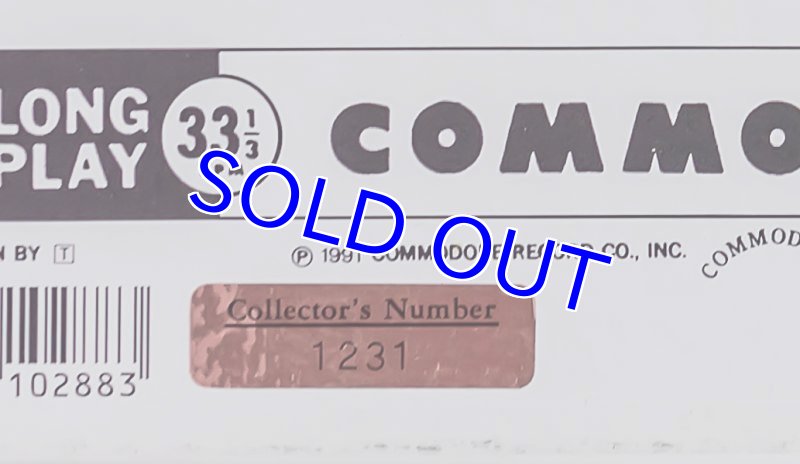 LONG
PLAY
33 1/3
COMMO
SOLD OUT
N BY T
℗ 1991 COMMODORE RECORD CO., INC.
COMMOD
102883
Collector's Number
1231